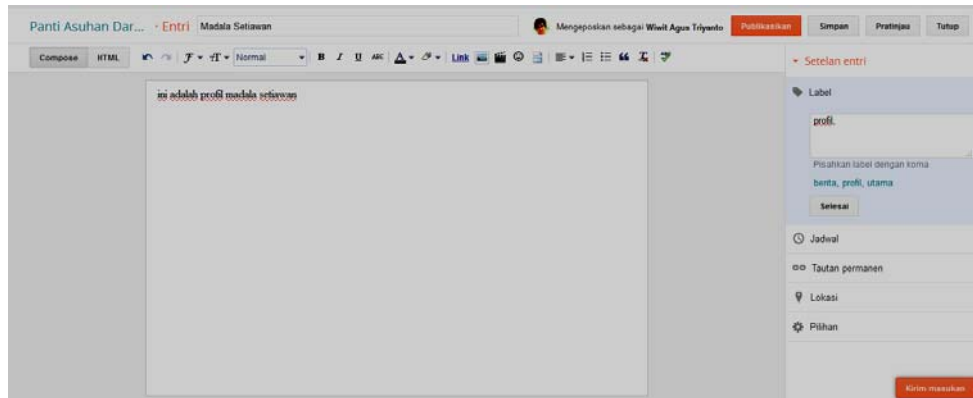 Panti Asuhan Dar... · Entri Madala Setiawan Mengeposkan sebagai Wiwit Agus Triyanto Publikasikan Simpan Pratinjau Tutup
Compose HTML Normal B I U ABC A Link
ini adalah profil madala setiawan
Setelan entri
Label
profil,
Pisahkan label dengan koma
berita, profil, utama
Selesai
Jadwal
Tautan permanen
Lokasi
Pilihan
Kirim masukan